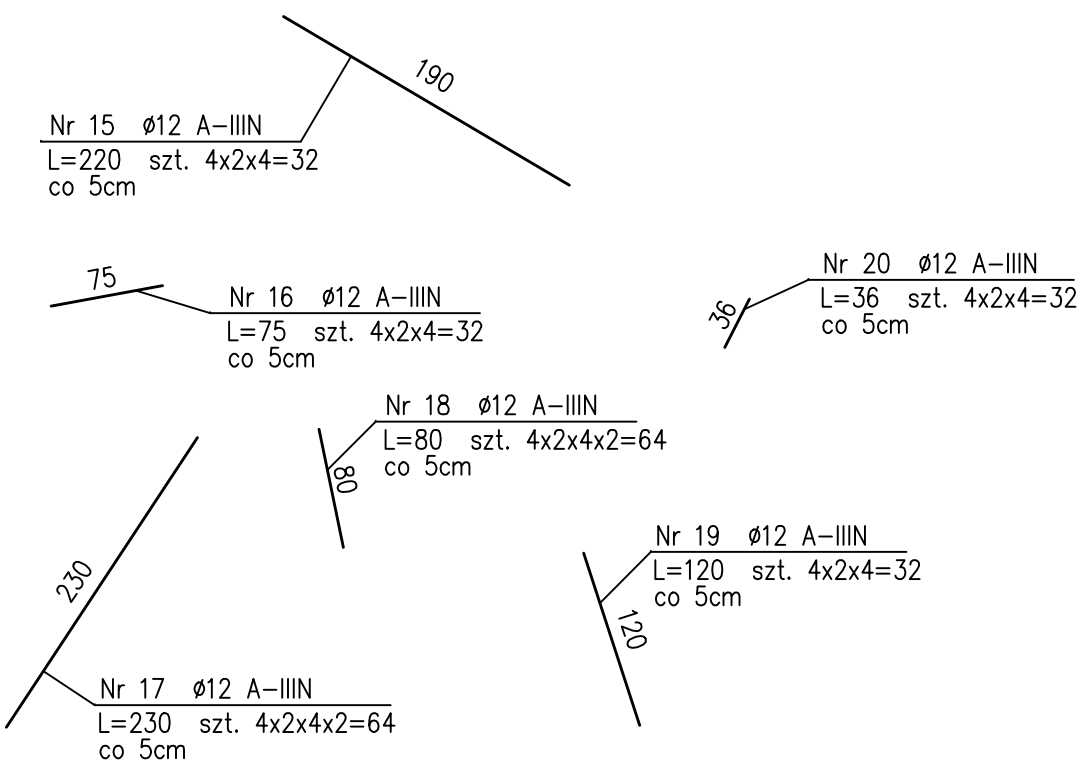 190
Nr 15 ø12 A-IIIN
L=220 szt. 4x2x4=32
co 5cm
75
Nr 16 ø12 A-IIIN
L=75 szt. 4x2x4=32
co 5cm
36
Nr 20 ø12 A-IIIN
L=36 szt. 4x2x4=32
co 5cm
80
Nr 18 ø12 A-IIIN
L=80 szt. 4x2x4x2=64
co 5cm
230
Nr 17 ø12 A-IIIN
L=230 szt. 4x2x4x2=64
co 5cm
120
Nr 19 ø12 A-IIIN
L=120 szt. 4x2x4=32
co 5cm